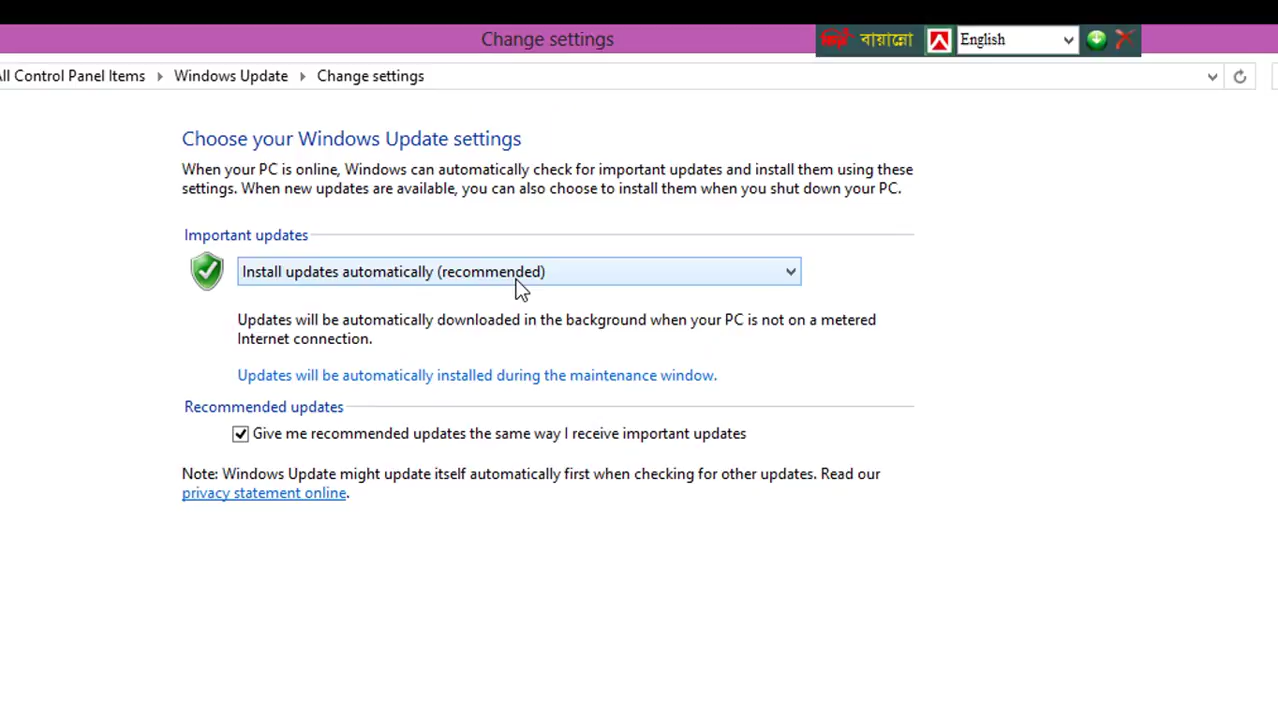 Change settings
বায়ান্নো
English
All Control Panel Items
Windows Update
Change settings
Choose your Windows Update settings
When your PC is online, Windows can automatically check for important updates and install them using these
settings. When new updates are available, you can also choose to install them when you shut down your PC.
Important updates
Install updates automatically (recommended)
Updates will be automatically downloaded in the background when your PC is not on a metered
Internet connection.
Updates will be automatically installed during the maintenance window.
Recommended updates
Give me recommended updates the same way I receive important updates
Note: Windows Update might update itself automatically first when checking for other updates. Read our
privacy statement online.